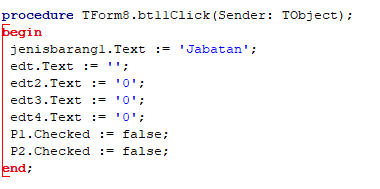 procedure TForm8.bt11Click(Sender: TObject);
begin
jenisbarang1.Text := 'Jabatan';
edt.Text := '';
edt2.Text := '0';
edt3.Text := '0';
edt4.Text := '0';
P1.Checked := false;
P2.Checked := false;
end;